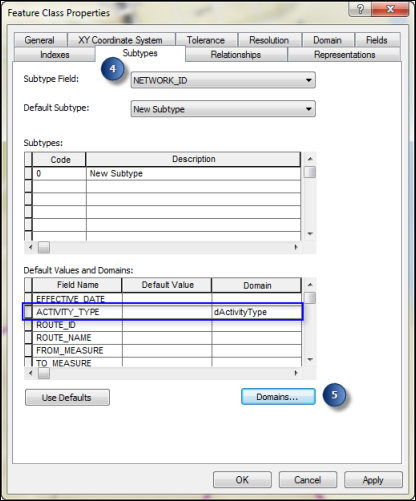 Feature Class Properties
General XY Coordinate System Tolerance Resolution Domain Fields
Indexes Subtypes Relationships Representations
4
Subtype Field: NETWORK_ID
Default Subtype: New Subtype
Subtypes:
Code Description
0 New Subtype
Default Values and Domains:
Field Name Default Value Domain
EFFECTIVE_DATE
ACTIVITY_TYPE dActivityType
ROUTE_ID
ROUTE_NAME
FROM_MEASURE
TO_MEASURE
Use Defaults Domains... 5
OK Cancel Apply